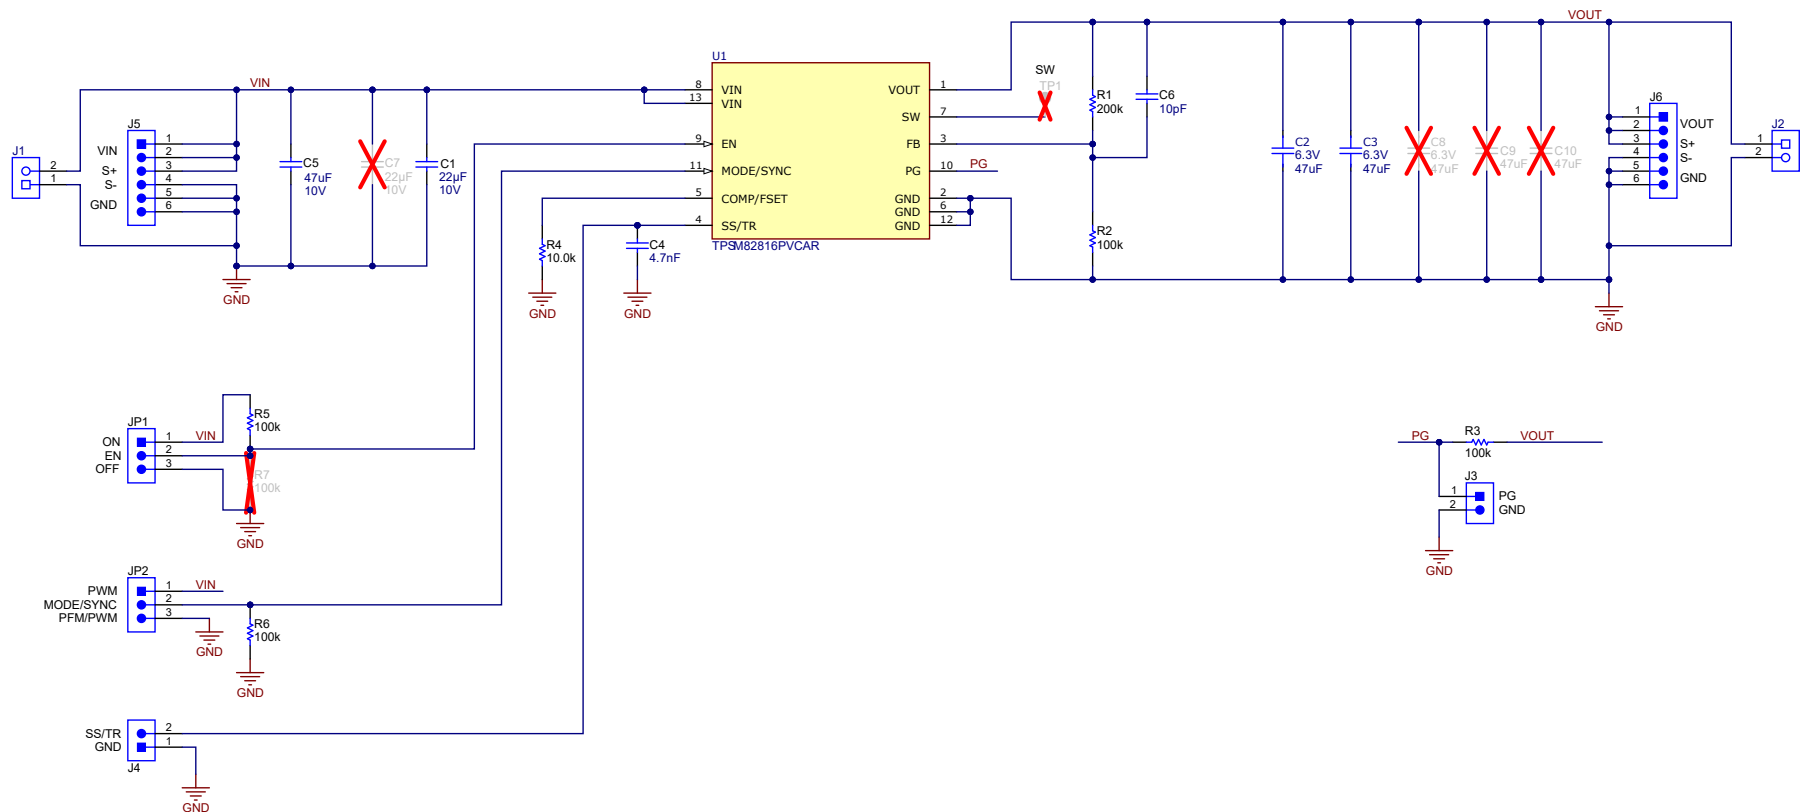 VOUT
U1
VIN
8
VIN
VOUT
1
13
VIN
SW
7
9
EN
FB
3
11
MODE/SYNC
PG
10
PG
5
COMP/FSET
GND
2
GND
6
4
SS/TR
GND
12
TPSM82816PVCAR
SW
TP1
R1
200k
C6
10pF
R2
100k
C2
6.3V
47uF
C3
6.3V
47uF
C8
6.3V
47uF
C9
47uF
C10
47uF
J6
1
2
VOUT
3
S+
4
S-
5
6
GND
J2
1
2
GND
J1
2
1
J5
VIN
1
2
S+
3
S-
4
5
GND
6
C5
47uF
10V
C7
22µF
10V
C1
22µF
10V
GND
R4
10.0k
GND
C4
4.7nF
GND
JP1
ON
1
VIN
EN
2
OFF
3
R5
100k
R7
100k
GND
PG
R3
100k
VOUT
J3
1
PG
2
GND
GND
JP2
PWM
1
VIN
MODE/SYNC
2
PFM/PWM
3
GND
R6
100k
GND
SS/TR
2
GND
1
J4
GND